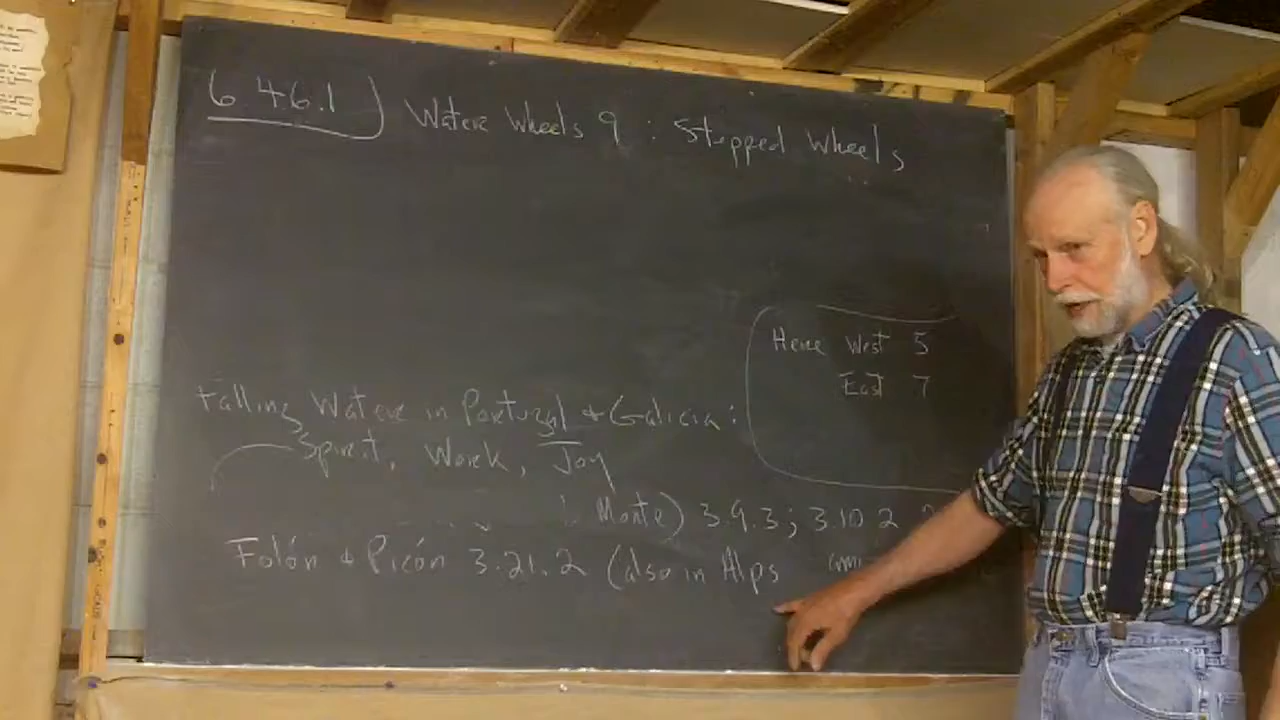 6 46.1) Water Wheels 9 : Stepped Wheels
Here West 5
East 7
Falling Water in Portugal & Galicia:
Spirit, Work, Joy
Monte) 3.9.3; 3.10 2
Folón & Picón 3.21.2 (also in Alps